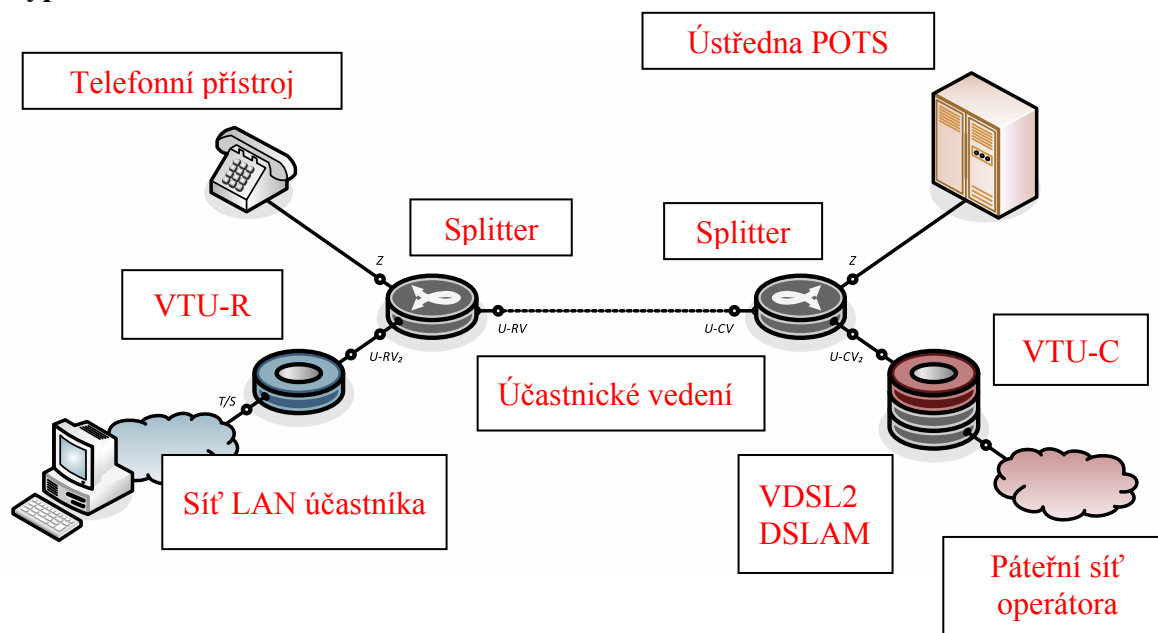 Ústředna POTS
Telefonní přístroj
Splitter
Splitter
Z
Z
VTU-R
U-RV
U-CV
VTU-C
U-RV₂
U-CV₂
Účastnické vedení
T/S
Síť LAN účastníka
VDSL2
DSLAM
Páteřní síť
operátora